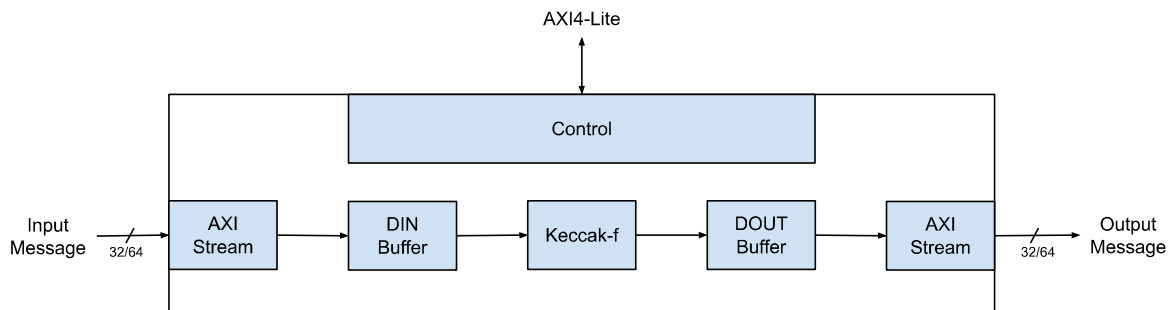 AXI4-Lite
Control
Input
Message
32/64
AXI
Stream
DIN
Buffer
Keccak-f
DOUT
Buffer
AXI
Stream
32/64
Output
Message